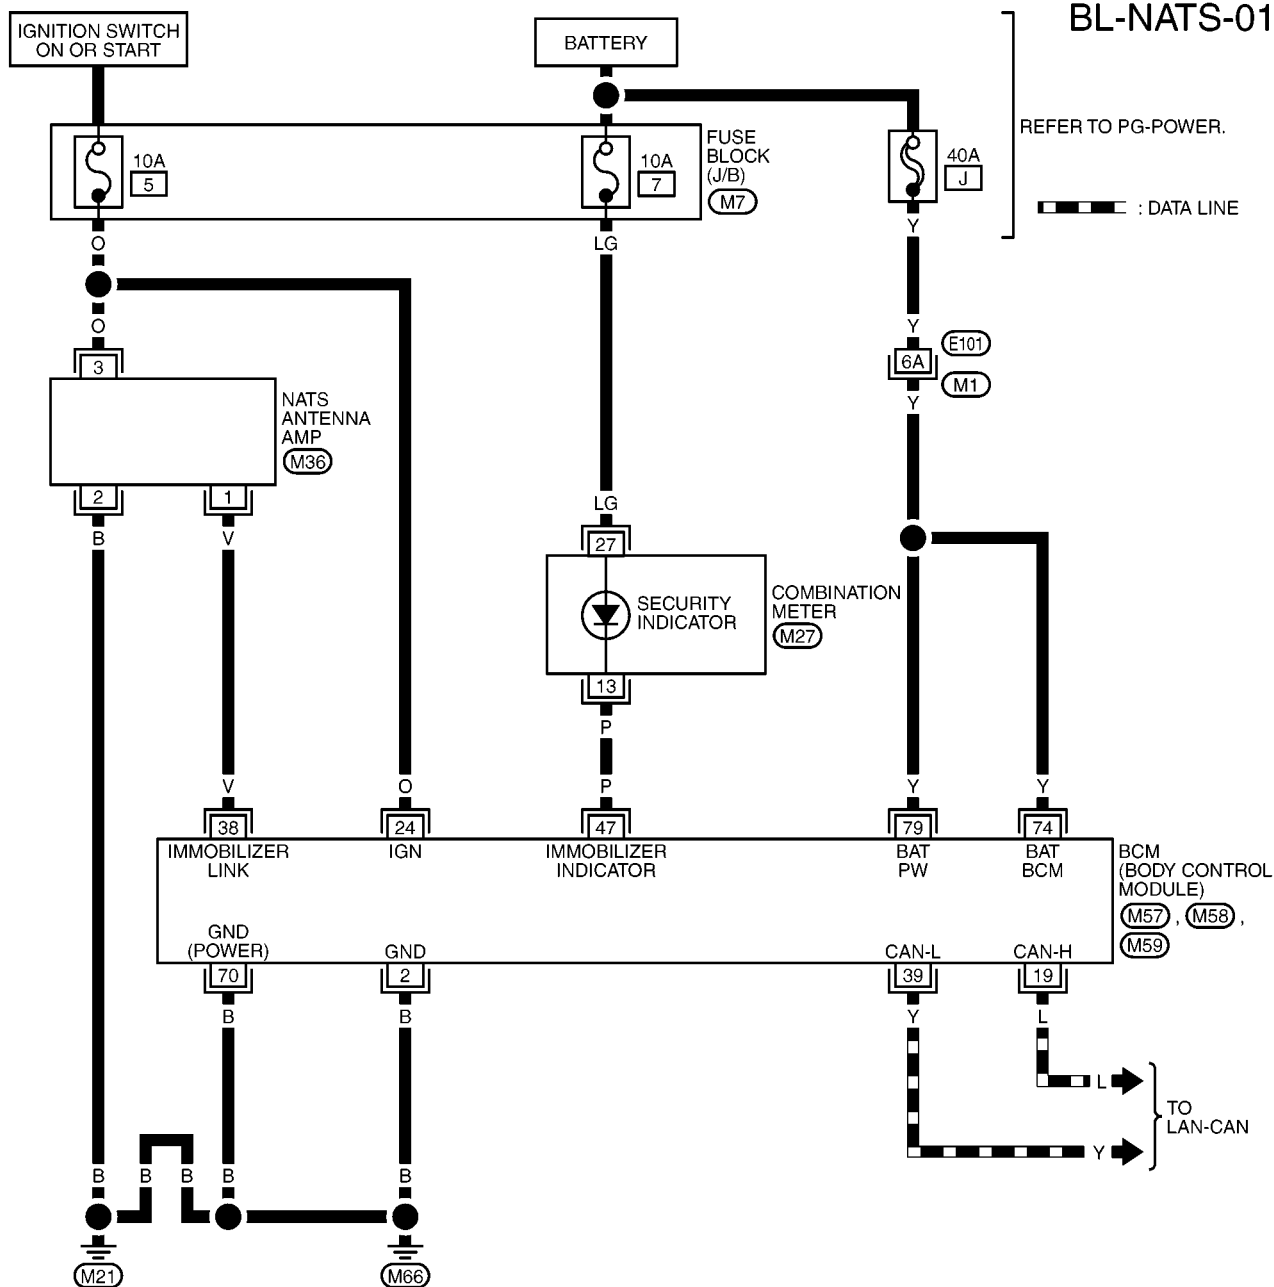 BL-NATS-01
IGNITION SWITCH
ON OR START
BATTERY
REFER TO PG-POWER.
10A
5
10A
7
FUSE
BLOCK
(J/B)
M7
40A
J
: DATA LINE
O
LG
Y
O
Y
E101
3
6A
M1
Y
NATS
ANTENNA
AMP
M36
2
1
LG
B
V
27
SECURITY
INDICATOR
COMBINATION
METER
M27
13
P
V
O
P
Y
Y
38
24
47
79
74
IMMOBILIZER
LINK
IGN
IMMOBILIZER
INDICATOR
BAT
PW
BAT
BCM
BCM
(BODY CONTROL
MODULE)
M57 , M58 ,
M59
GND
(POWER)
GND
CAN-L
CAN-H
70
2
39
19
B
B
Y
L
L
TO
LAN-CAN
Y
B
B
B
B
B
M21
M66